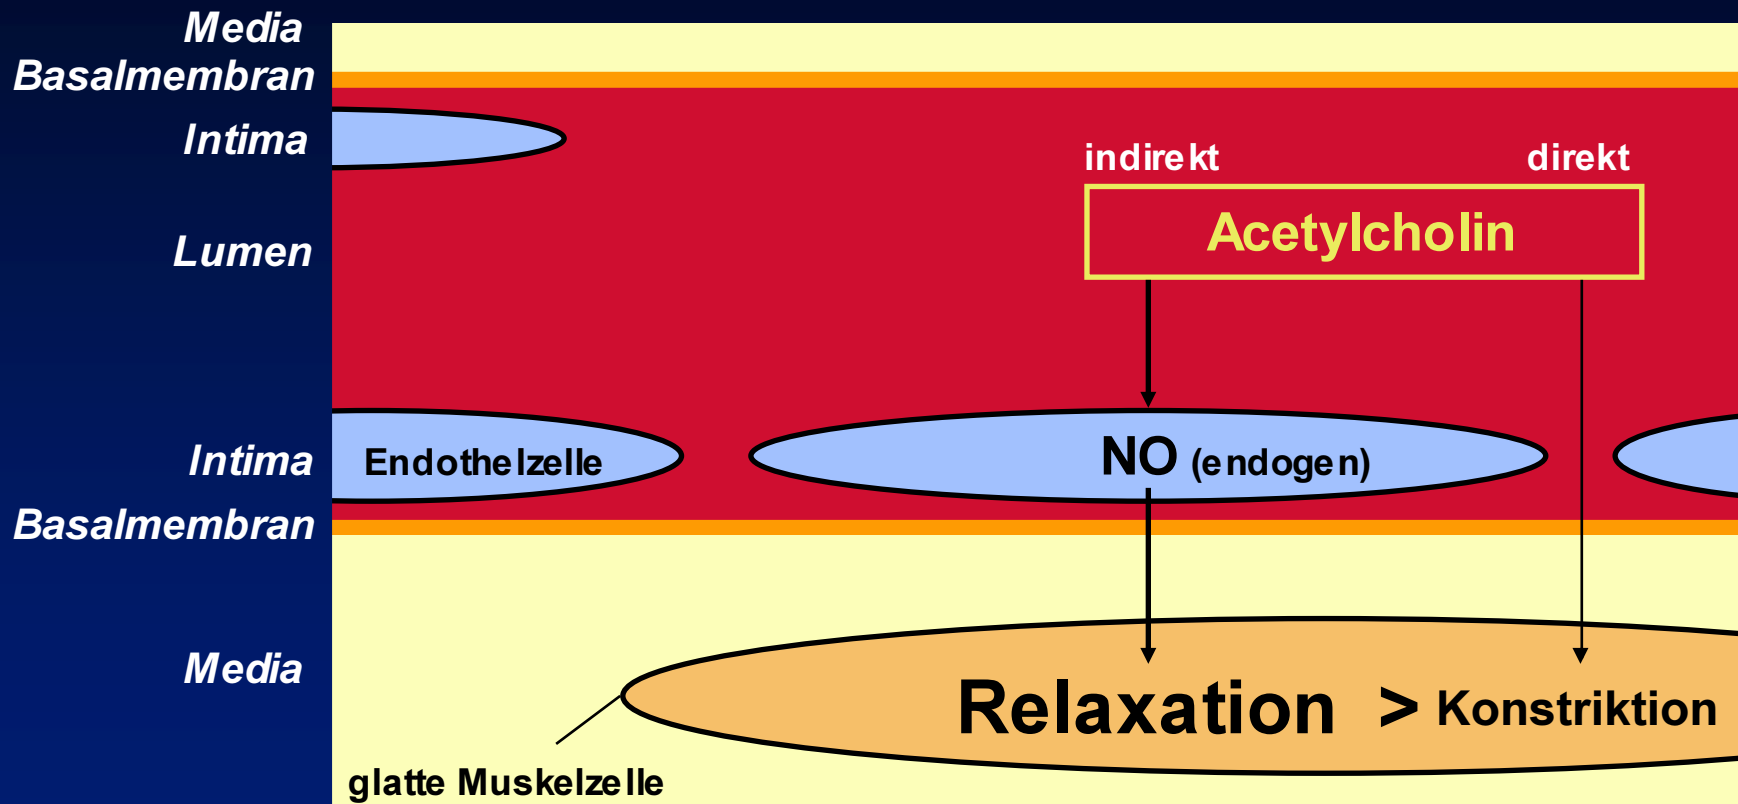 Media
Basalmembran
Intima
indirekt direkt
Acetylcholin
Lumen
Intima Endothelzelle NO (endogen)
Basalmembran
Media
Relaxation > Konstriktion
glatte Muskelzelle